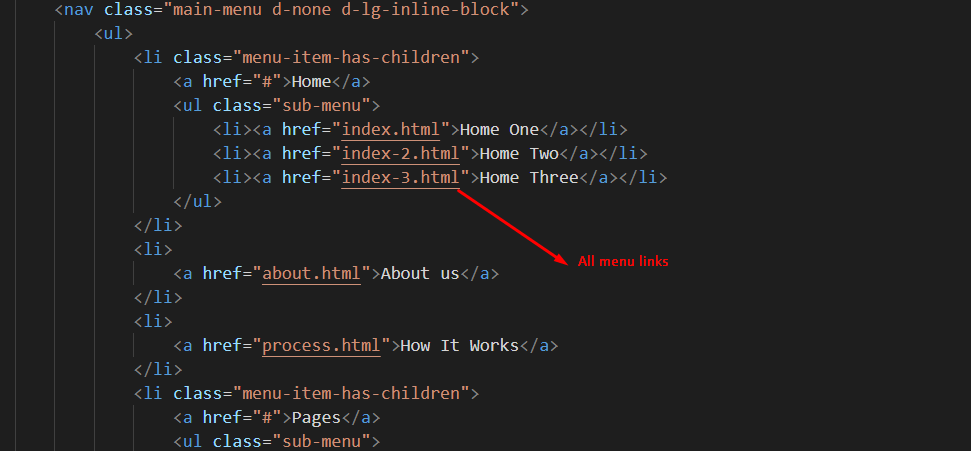 <nav class="main-menu d-none d-lg-inline-block">
<ul>
<li class="menu-item-has-children">
<a href="#">Home</a>
<ul class="sub-menu">
<li><a href="index.html">Home One</a></li>
<li><a href="index-2.html">Home Two</a></li>
<li><a href="index-3.html">Home Three</a></li>
</ul>
</li>
<li>
All menu links
<a href="about.html">About us</a>
</li>
<li>
<a href="process.html">How It Works</a>
</li>
<li class="menu-item-has-children">
<a href="#">Pages</a>
<ul class="sub-menu">